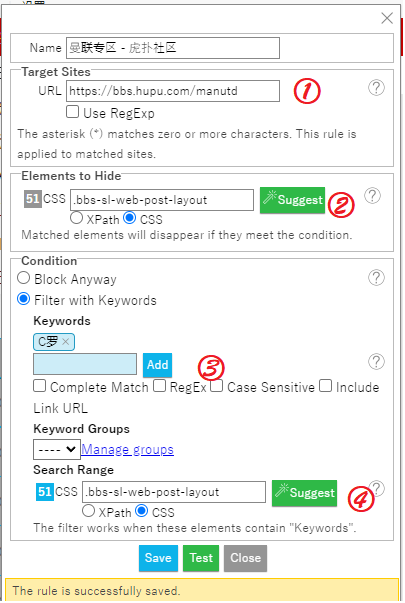 Name 曼联专区 - 虎扑社区
Target Sites
URL https://bbs.hupu.com/manutd
1
?
Use RegExp
The asterisk (*) matches zero or more characters. This rule is
applied to matched sites.
Elements to Hide
51 CSS .bbs-sl-web-post-layout Suggest
2
?
XPath CSS
Matched elements will disappear if they meet the condition.
Condition
Block Anyway
?
Filter with Keywords
Keywords
C罗 ×
Add
3
?
Complete Match RegEx Case Sensitive Include
Link URL
Keyword Groups
---- Manage groups
Search Range
51 CSS .bbs-sl-web-post-layout Suggest
4
?
XPath CSS
The filter works when these elements contain "Keywords".
Save Test Close
The rule is successfully saved.